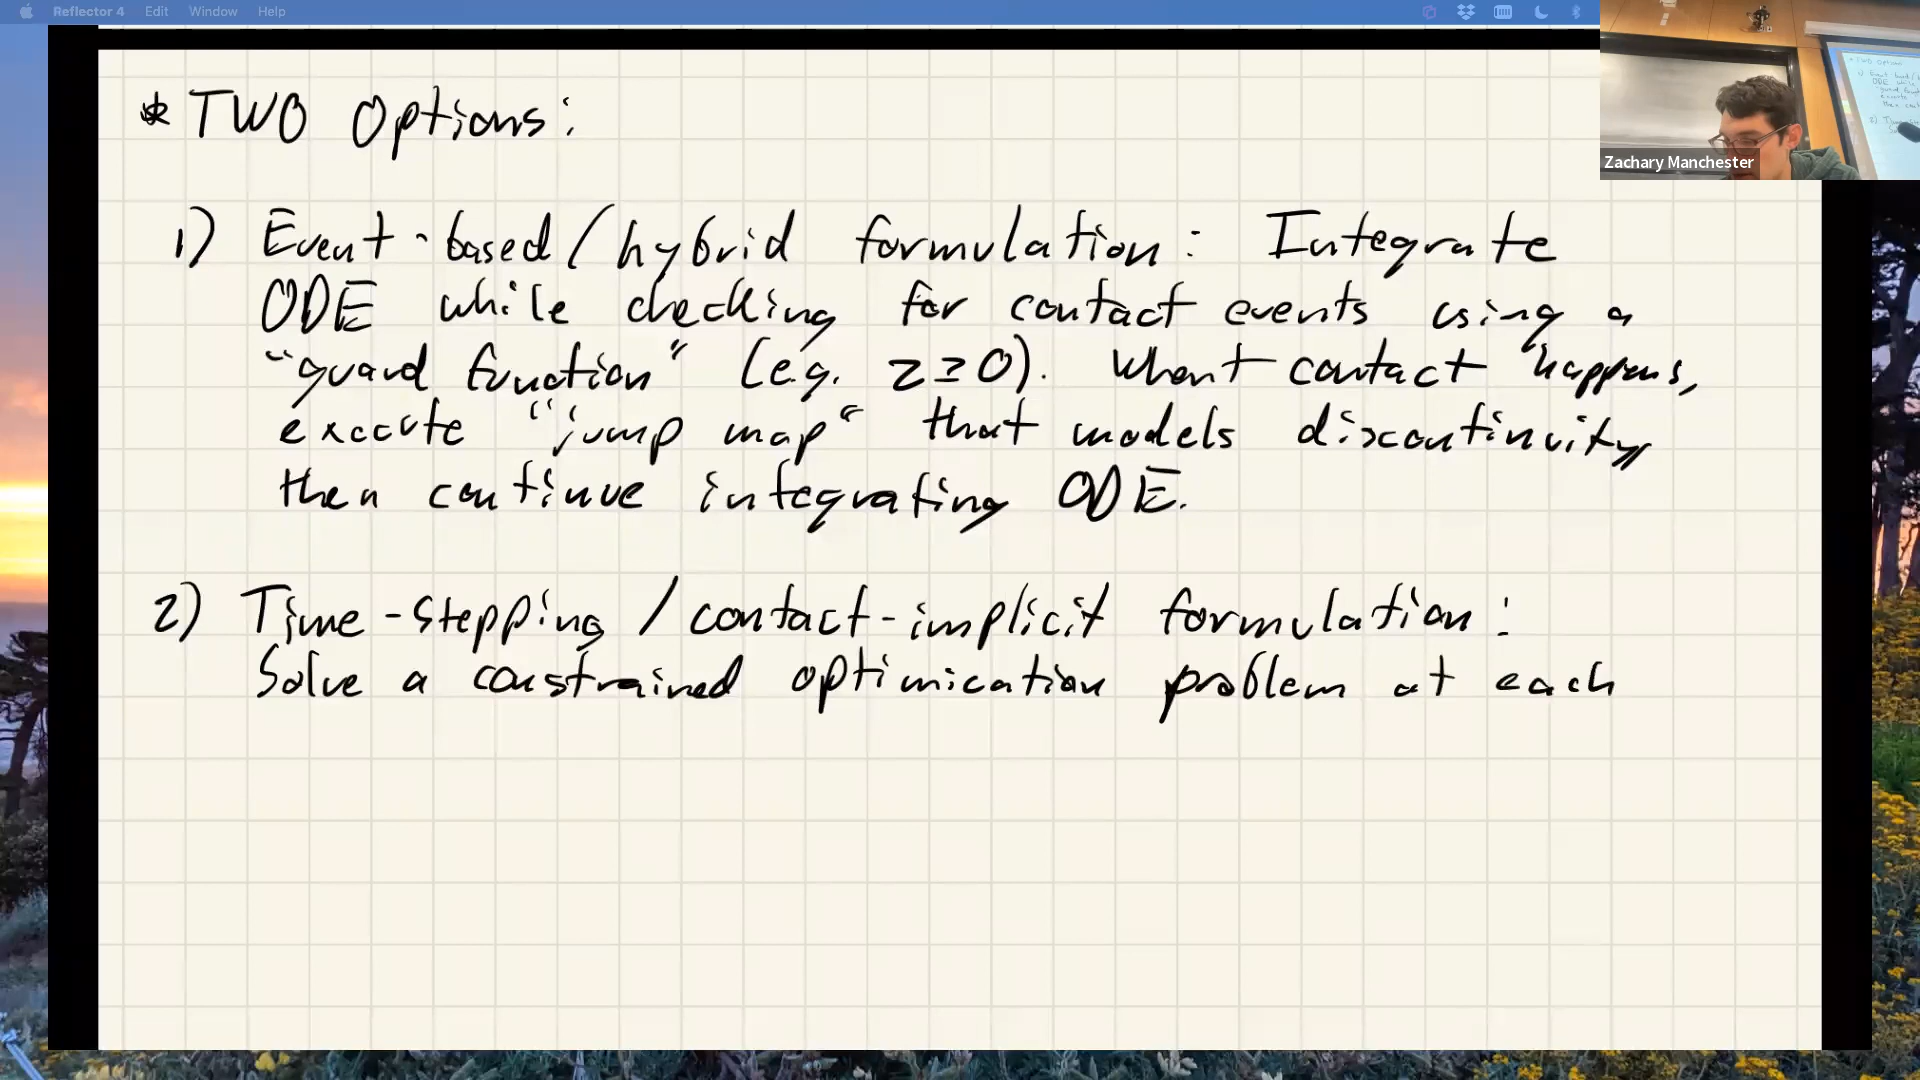 Reflector 4 Edit Window Help
Zachary Manchester
* TWO Options:
1) Event-based/hybrid formulation: Integrate
ODE while checking for contact events using a
"guard function" (e.g. z≥0). When contact happens,
execute "jump map" that models discontinuity,
then continue integrating ODE.
2) Time-stepping / contact-implicit formulation:
Solve a constrained optimization problem at each